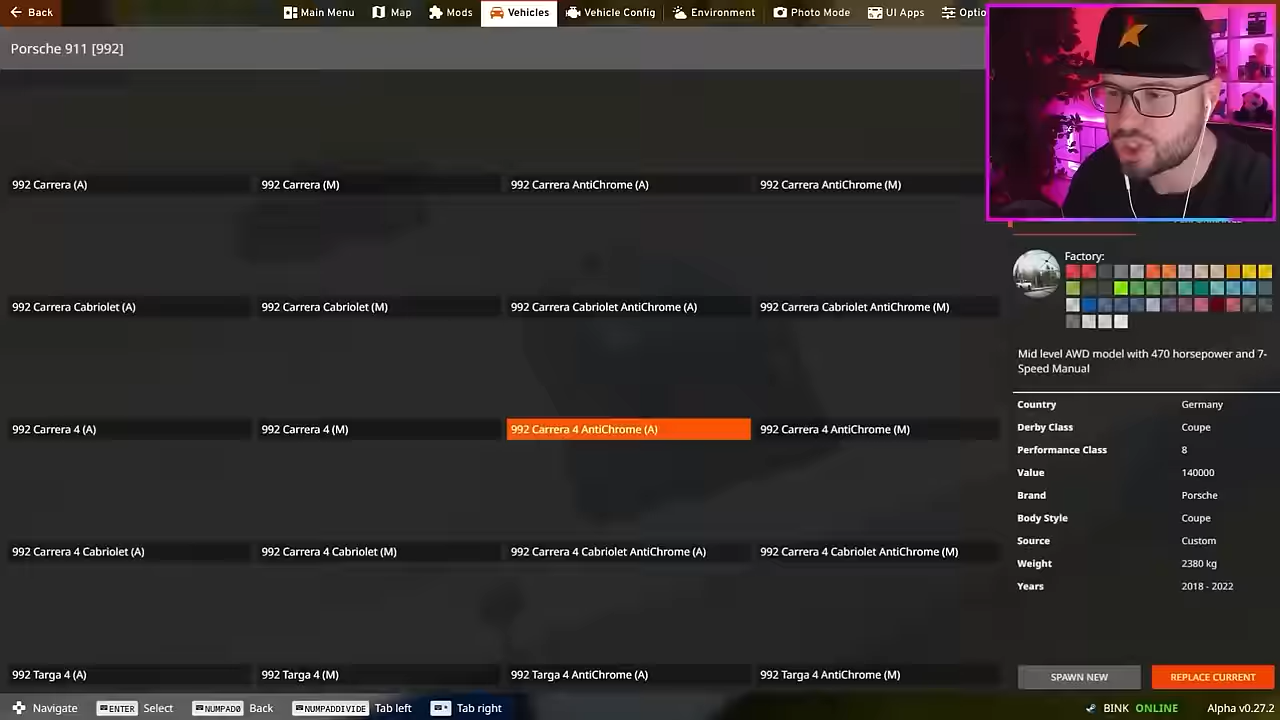 Back
Main Menu
Map
Mods
Vehicles
Vehicle Config
Environment
Photo Mode
UI Apps
Porsche 911 [992]
992 Carrera (A)
992 Carrera (M)
992 Carrera AntiChrome (A)
992 Carrera AntiChrome (M)
992 Carrera Cabriolet (A)
992 Carrera Cabriolet (M)
992 Carrera Cabriolet AntiChrome (A)
992 Carrera Cabriolet AntiChrome (M)
992 Carrera 4 (A)
992 Carrera 4 (M)
992 Carrera 4 AntiChrome (A)
992 Carrera 4 AntiChrome (M)
992 Carrera 4 Cabriolet (A)
992 Carrera 4 Cabriolet (M)
992 Carrera 4 Cabriolet AntiChrome (A)
992 Carrera 4 Cabriolet AntiChrome (M)
992 Targa 4 (A)
992 Targa 4 (M)
992 Targa 4 AntiChrome (A)
992 Targa 4 AntiChrome (M)
Factory:
Mid level AWD model with 470 horsepower and 7-
Speed Manual
Country Germany
Derby Class Coupe
Performance Class 8
Value 140000
Brand Porsche
Body Style Coupe
Source Custom
Weight 2380 kg
Years 2018 - 2022
SPAWN NEW
REPLACE CURRENT
Navigate
ENTER Select
NUMPAD0 Back
NUMPADDIVIDE Tab left
Tab right
BINK ONLINE
Alpha v0.27.2